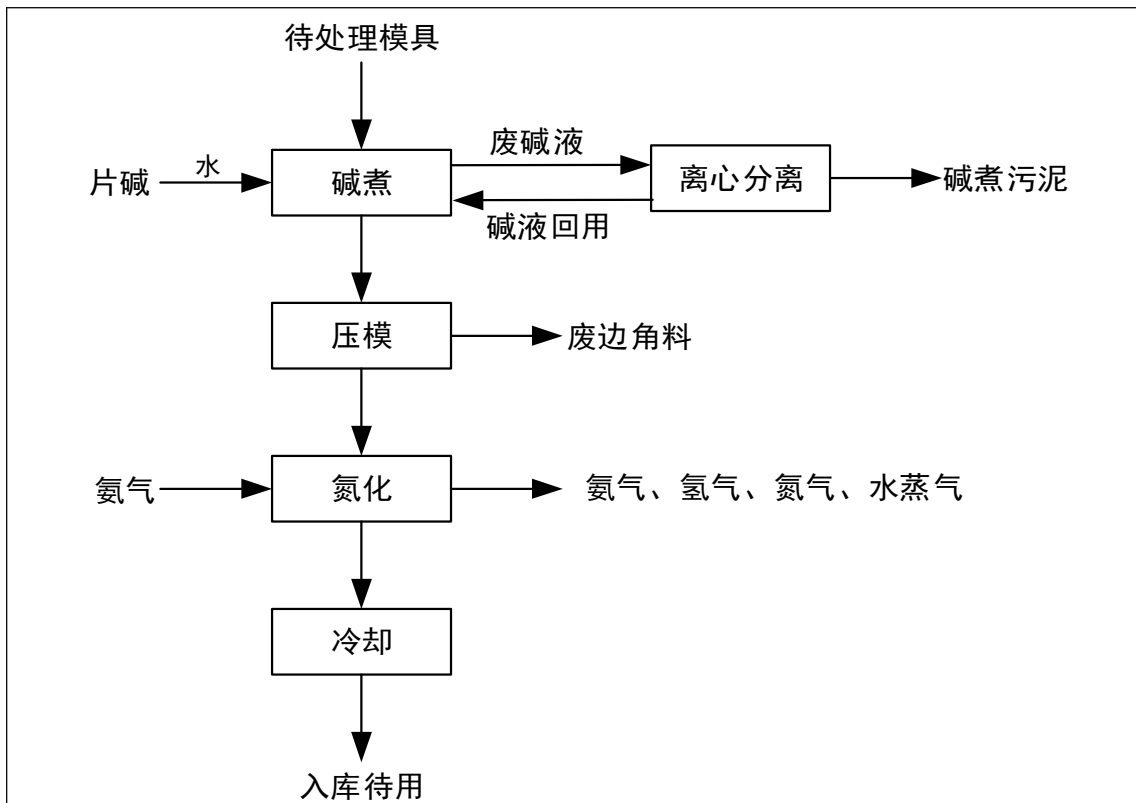 待处理模具
废碱液
水
片碱
碱煮
离心分离
碱煮污泥
碱液回用
压模
废边角料
氨气
氮化
氨气、氢气、氮气、水蒸气
冷却
入库待用